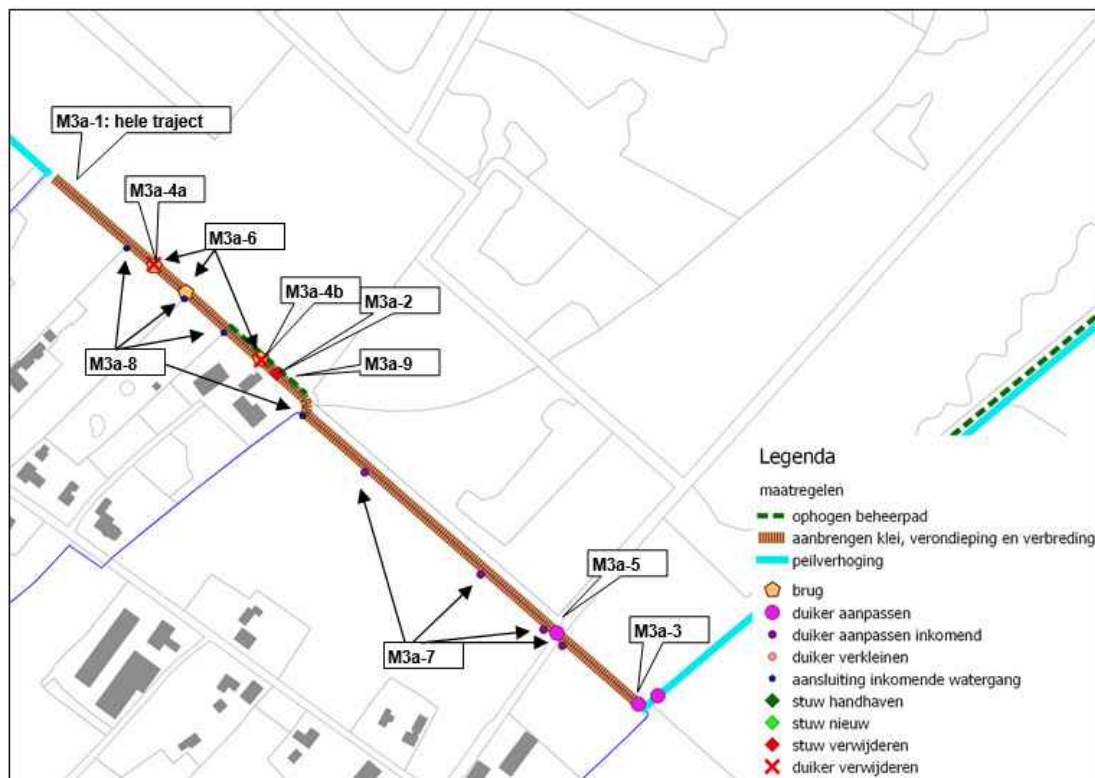 M3a-1: hele traject
M3a-4a
M3a-6
M3a-4b
M3a-2
M3a-8
M3a-9
M3a-5
M3a-3
M3a-7
Legenda
maatregelen
ophogen beheerpad
aanbrengen klei, verondieping en verbreding
peilverhoging
brug
duiker aanpassen
duiker aanpassen inkomend
duiker verkleinen
aansluiting inkomende watergang
stuw handhaven
stuw nieuw
stuw verwijderen
duiker verwijderen